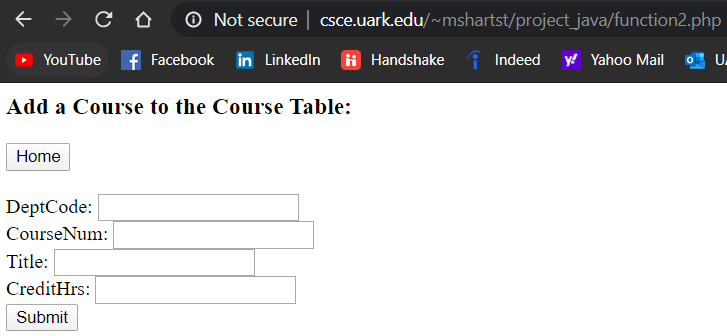 Not secure | csce.uark.edu/~mshartst/project_java/function2.php
YouTube Facebook LinkedIn Handshake Indeed Yahoo Mail UA
Add a Course to the Course Table:
Home
DeptCode:
CourseNum:
Title:
CreditHrs:
Submit